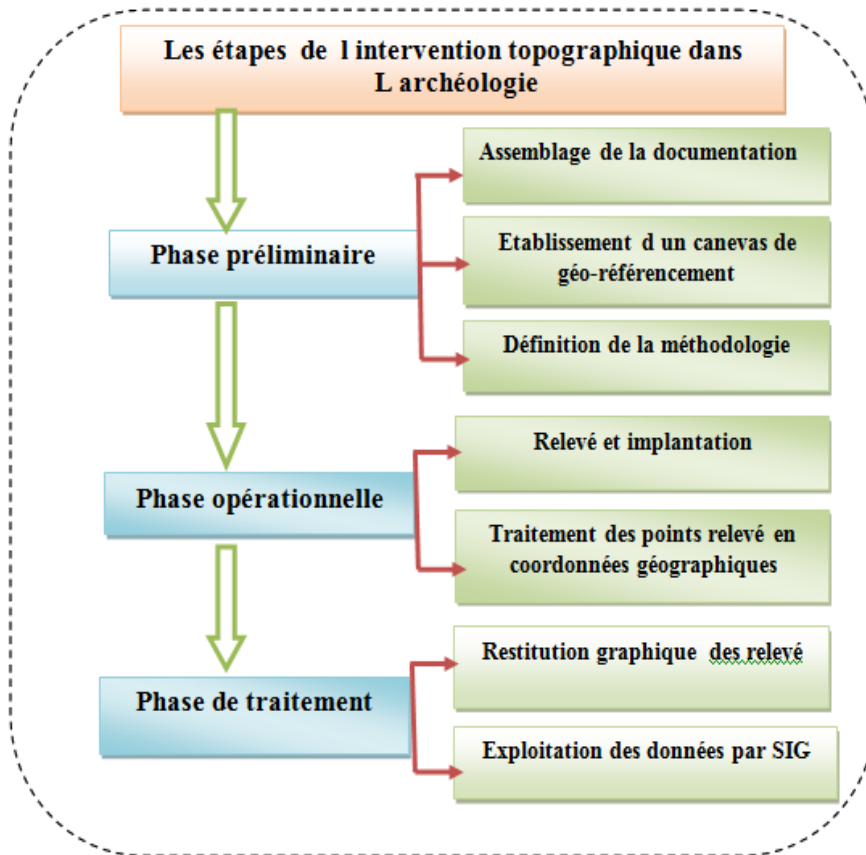 Les étapes de l intervention topographique dans
L archéologie
Phase préliminaire
Assemblage de la documentation
Etablissement d un canevas de
géo-référencement
Définition de la méthodologie
Phase opérationnelle
Relevé et implantation
Traitement des points relevé en
coordonnées géographiques
Phase de traitement
Restitution graphique des relevé
Exploitation des données par SIG